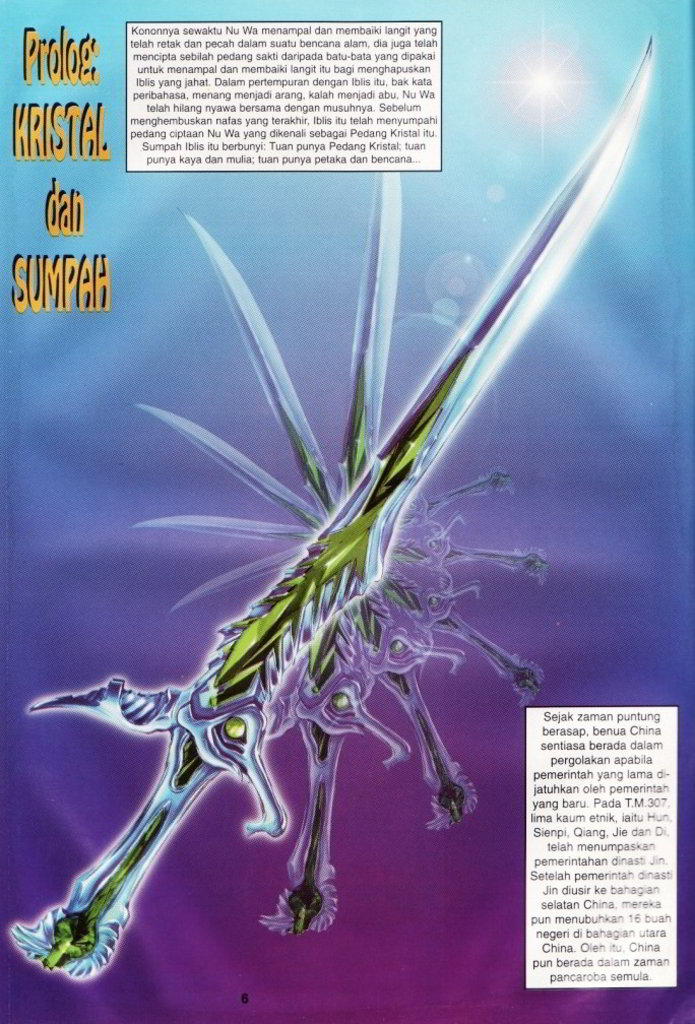 Prolog:
KRISTAL
dan
SUMPAH
Kononnya sewaktu Nu Wa menampal dan membaiki langit yang
telah retak dan pecah dalam suatu bencana alam, dia juga telah
mencipta sebilah pedang sakti daripada batu-bata yang dipakai
untuk menampal dan membaiki langit itu bagi menghapuskan
Iblis yang jahat. Dalam pertempuran dengan Iblis itu, bak kata
peribahasa, menang menjadi arang, kalah menjadi abu, Nu Wa
telah hilang nyawa bersama dengan musuhnya. Sebelum
menghembuskan nafas yang terakhir, Iblis itu telah menyumpahi
pedang ciptaan Nu Wa yang dikenali sebagai Pedang Kristal itu.
Sumpah Iblis itu berbunyi: Tuan punya Pedang Kristal; tuan
punya kaya dan mulia; tuan punya petaka dan bencana...
Sejak zaman puntung
berasap, benua China
sentiasa berada dalam
pergolakan apabila
pemerintah yang lama di-
jatuhkan oleh pemerintah
yang baru. Pada T.M.307,
lima kaum etnik, iaitu Hun,
Sienpi, Qiang, Jie dan Di,
telah menumpaskan
pemerintahan dinasti Jin.
Setelah pemerintah dinasti
Jin diusir ke bahagian
selatan China, mereka
pun menubuhkan 16 buah
negeri di bahagian utara
China. Oleh itu, China
pun berada dalam zaman
pancaroba semula.
6